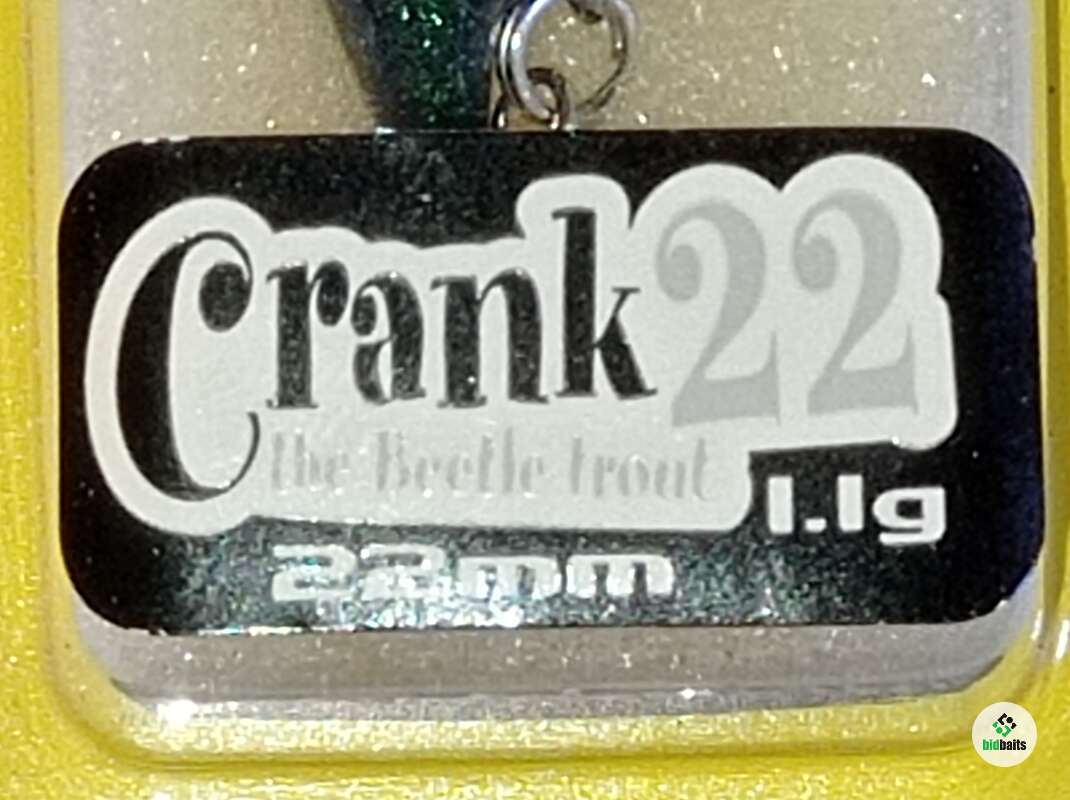 Crank22
the Beetle trout
1.1g
22mm
bidbaits